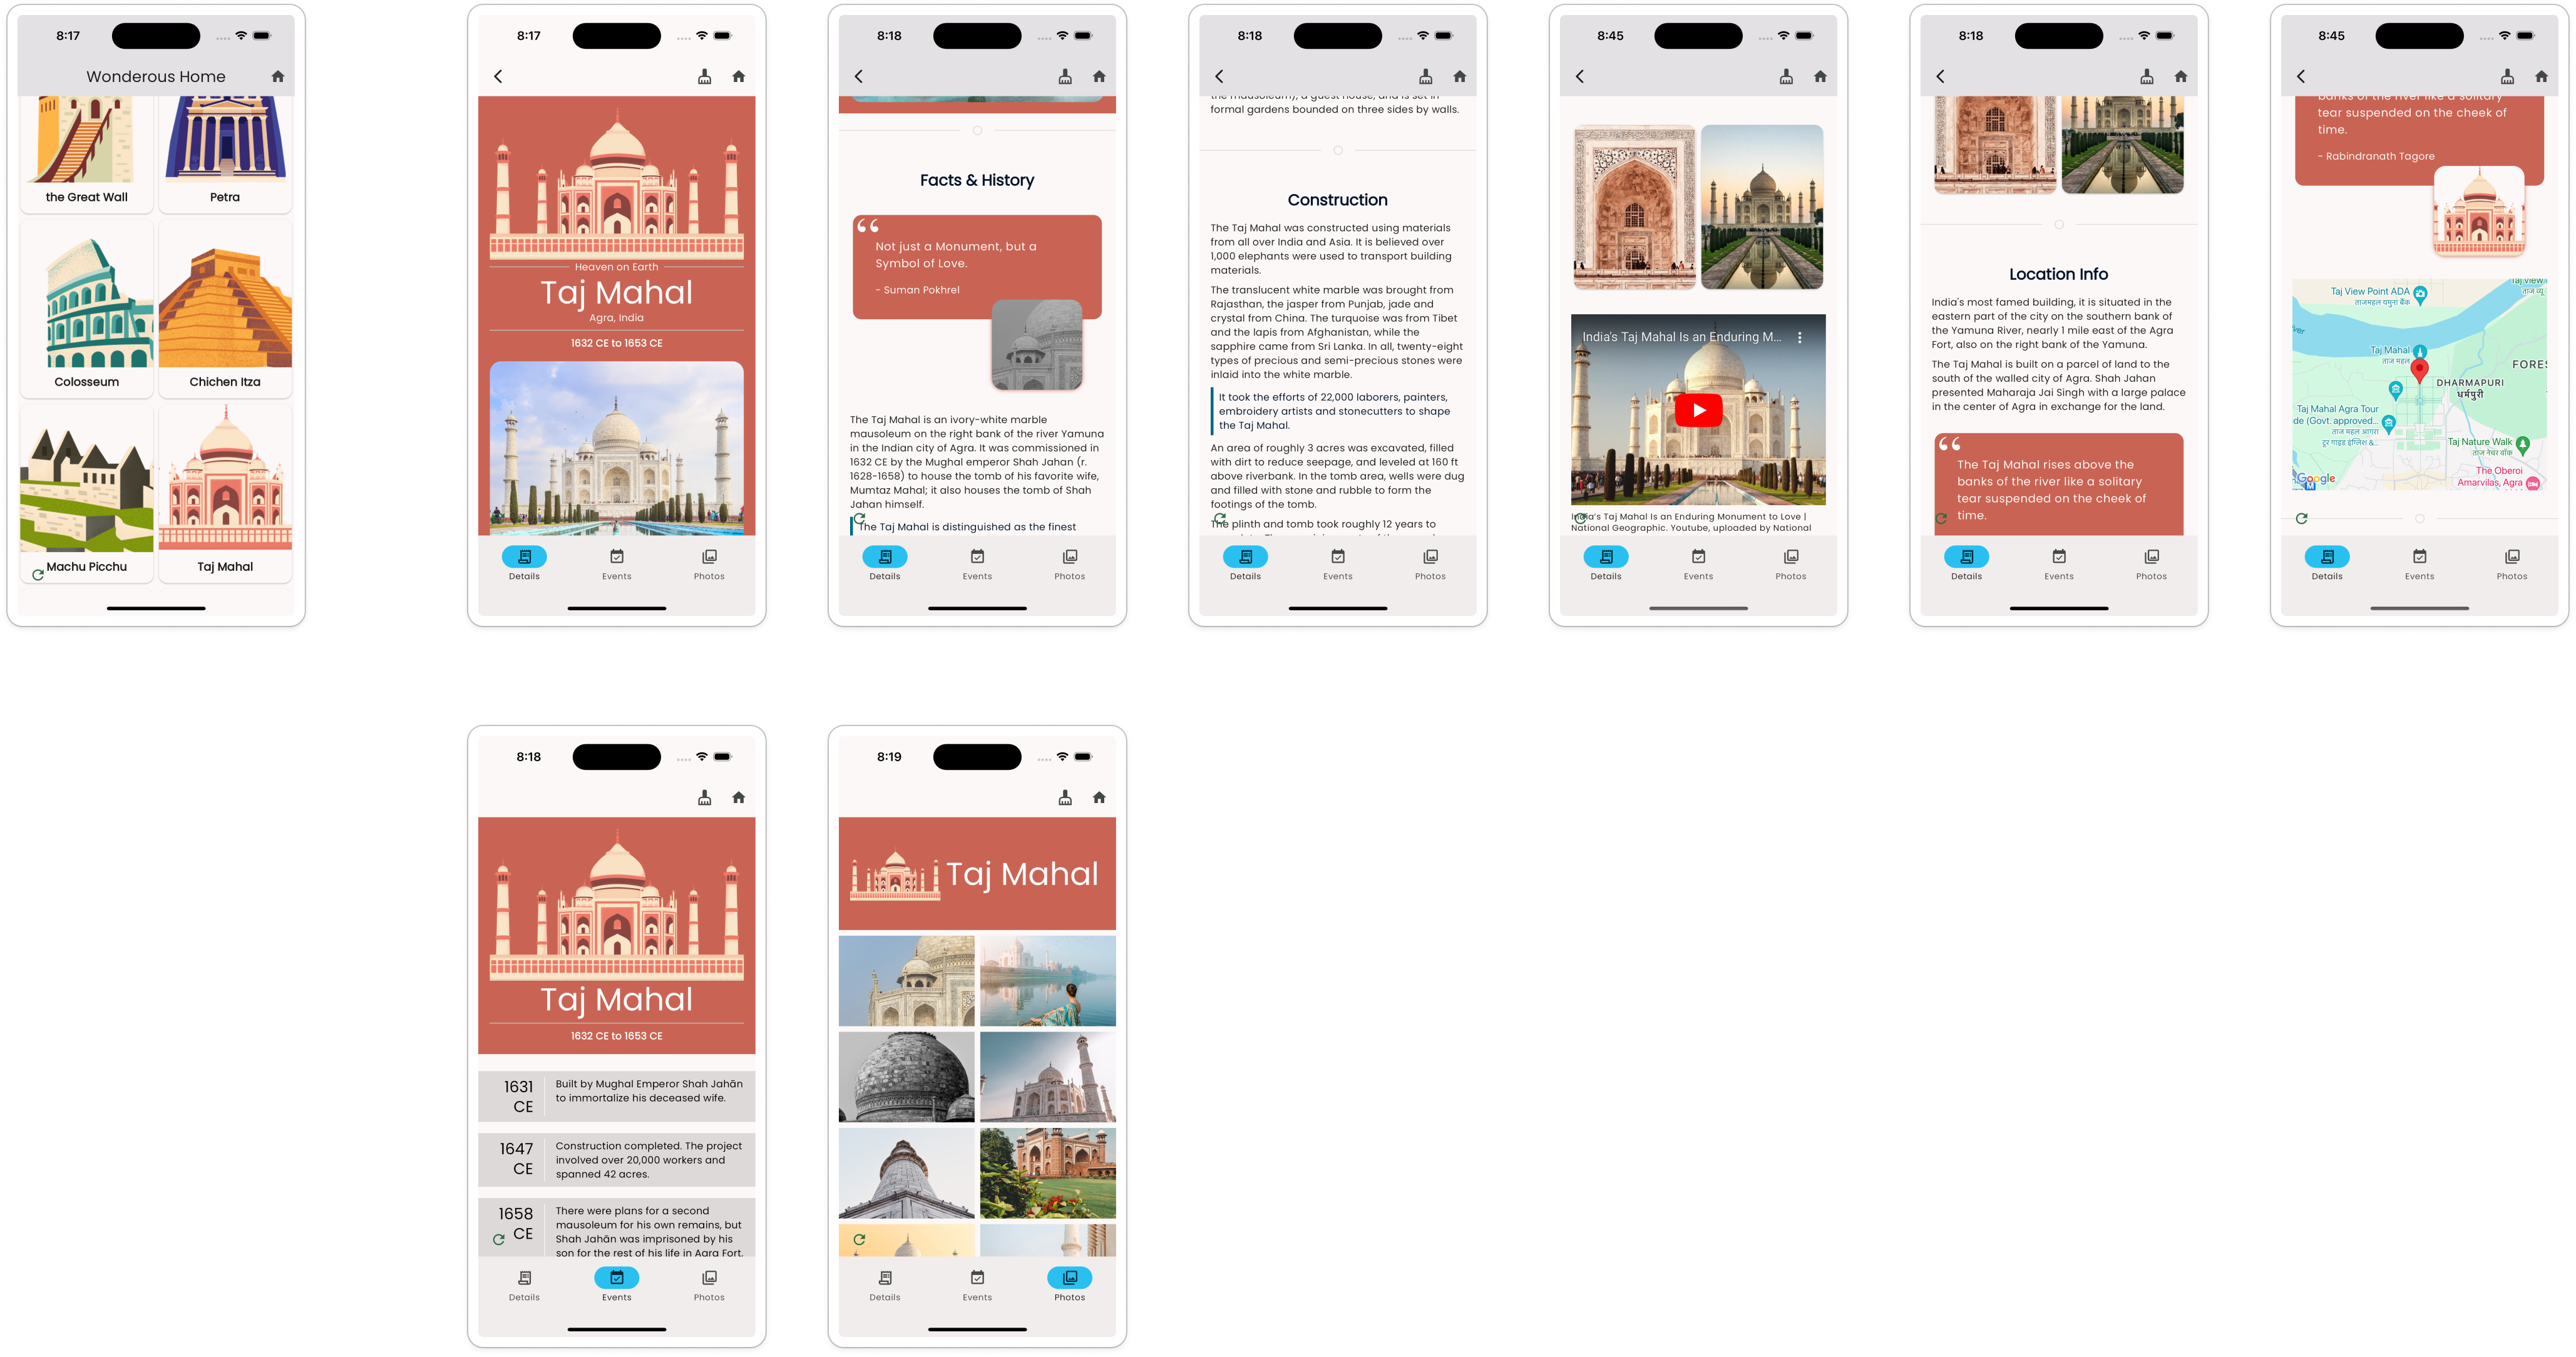 8:17
Wonderous Home
the Great Wall
Petra
Colosseum
Chichen Itza
Machu Picchu
Taj Mahal
8:17
Heaven on Earth
Taj Mahal
Agra, India
1632 CE to 1653 CE
Details
Events
Photos
8:18
Facts & History
“
Not just a Monument, but a
Symbol of Love.
- Suman Pokhrel
The Taj Mahal is an ivory-white marble
mausoleum on the right bank of the river Yamuna
in the Indian city of Agra. It was commissioned in
1632 CE by the Mughal emperor Shah Jahan (r.
1628-1658) to house the tomb of his favorite wife,
Mumtaz Mahal; it also houses the tomb of Shah
Jahan himself.
The Taj Mahal is distinguished as the finest
Details
Events
Photos
8:18
the mausoleum), a guest house, and is set in
formal gardens bounded on three sides by walls.
Construction
The Taj Mahal was constructed using materials
from all over India and Asia. It is believed over
1,000 elephants were used to transport building
materials.
The translucent white marble was brought from
Rajasthan, the jasper from Punjab, jade and
crystal from China. The turquoise was from Tibet
and the lapis from Afghanistan, while the
sapphire came from Sri Lanka. In all, twenty-eight
types of precious and semi-precious stones were
inlaid into the white marble.
It took the efforts of 22,000 laborers, painters,
embroidery artists and stonecutters to shape
the Taj Mahal.
An area of roughly 3 acres was excavated, filled
with dirt to reduce seepage, and leveled at 160 ft
above riverbank. In the tomb area, wells were dug
and filled with stone and rubble to form the
footings of the tomb.
The plinth and tomb took roughly 12 years to
Details
Events
Photos
8:45
India's Taj Mahal Is an Enduring M...
India's Taj Mahal Is an Enduring Monument to Love |
National Geographic. Youtube, uploaded by National
Details
Events
Photos
8:18
Location Info
India's most famed building, it is situated in the
eastern part of the city on the southern bank of
the Yamuna River, nearly 1 mile east of the Agra
Fort, also on the right bank of the Yamuna.
The Taj Mahal is built on a parcel of land to the
south of the walled city of Agra. Shah Jahan
presented Maharaja Jai Singh with a large palace
in the center of Agra in exchange for the land.
“
The Taj Mahal rises above the
banks of the river like a solitary
tear suspended on the cheek of
time.
Details
Events
Photos
8:45
banks of the river like a solitary
tear suspended on the cheek of
time.
- Rabindranath Tagore
Taj View Point ADA
ताजमहल यमुना बैंक
Taj View
ताज व्यू
Taj Mahal
ताज महल
FORE
DHARMAPURI
धर्मपुरी
Taj Mahal Agra Tour
de (Govt. approved...
ताज महल आगरा
टूर गाइड इंग्लिश &...
Taj Nature Walk
ताज नेचर वॉक
The Oberoi
Amarvilas, Agra
Google
Details
Events
Photos
8:18
Taj Mahal
1632 CE to 1653 CE
1631
CE
Built by Mughal Emperor Shah Jahān
to immortalize his deceased wife.
1647
CE
Construction completed. The project
involved over 20,000 workers and
spanned 42 acres.
1658
CE
There were plans for a second
mausoleum for his own remains, but
Shah Jahān was imprisoned by his
son for the rest of his life in Agra Fort.
Details
Events
Photos
8:19
Taj Mahal
Details
Events
Photos